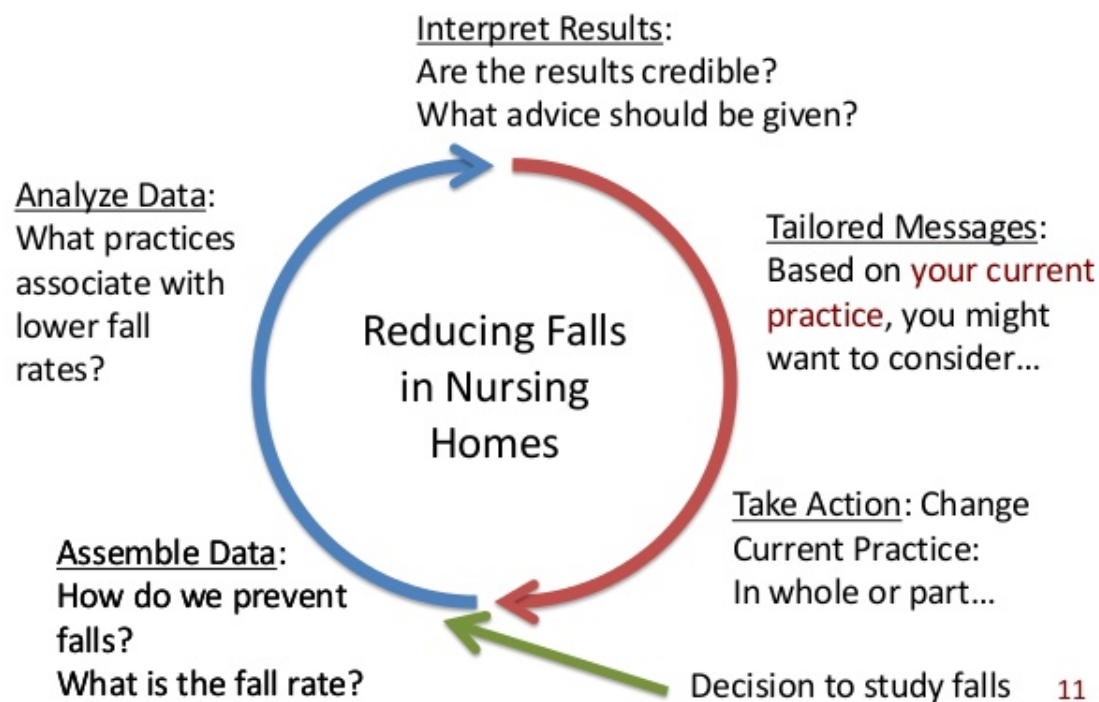 Interpret Results:
Are the results credible?
What advice should be given?
Analyze Data:
What practices
associate with
lower fall
rates?
Tailored Messages:
Based on your current
practice, you might
want to consider...
Reducing Falls
in Nursing
Homes
Take Action: Change
Current Practice:
In whole or part...
Assemble Data:
How do we prevent
falls?
What is the fall rate?
Decision to study falls
11